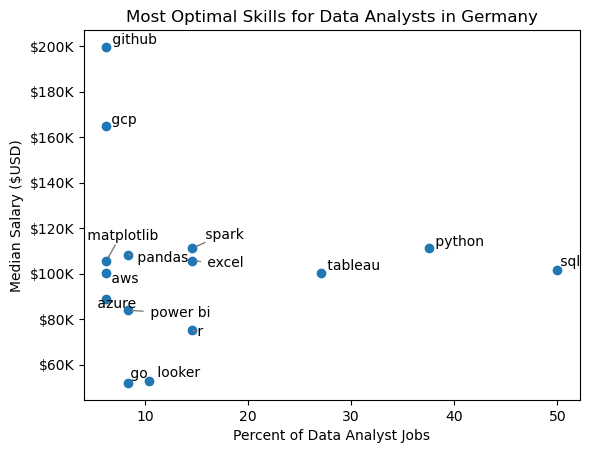 Most Optimal Skills for Data Analysts in Germany
$200K
$180K
$160K
$140K
$120K
$100K
$80K
$60K
Median Salary ($USD)
github
gcp
matplotlib
spark
python
pandas
excel
tableau
sql
aws
azure
power bi
r
go
looker
10
20
30
40
50
Percent of Data Analyst Jobs